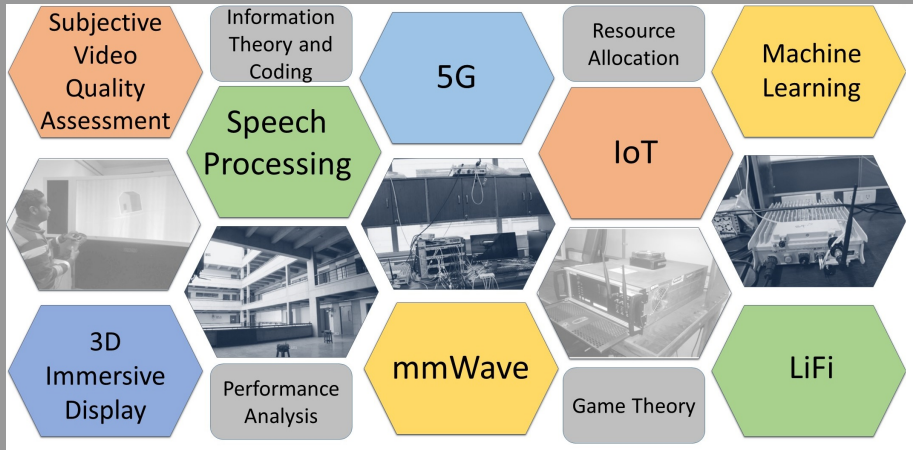 Subjective
Video
Quality
Assessment
Information
Theory and
Coding
5G
Resource
Allocation
Machine
Learning
Speech
Processing
IoT
3D
Immersive
Display
Performance
Analysis
mmWave
Game Theory
LiFi